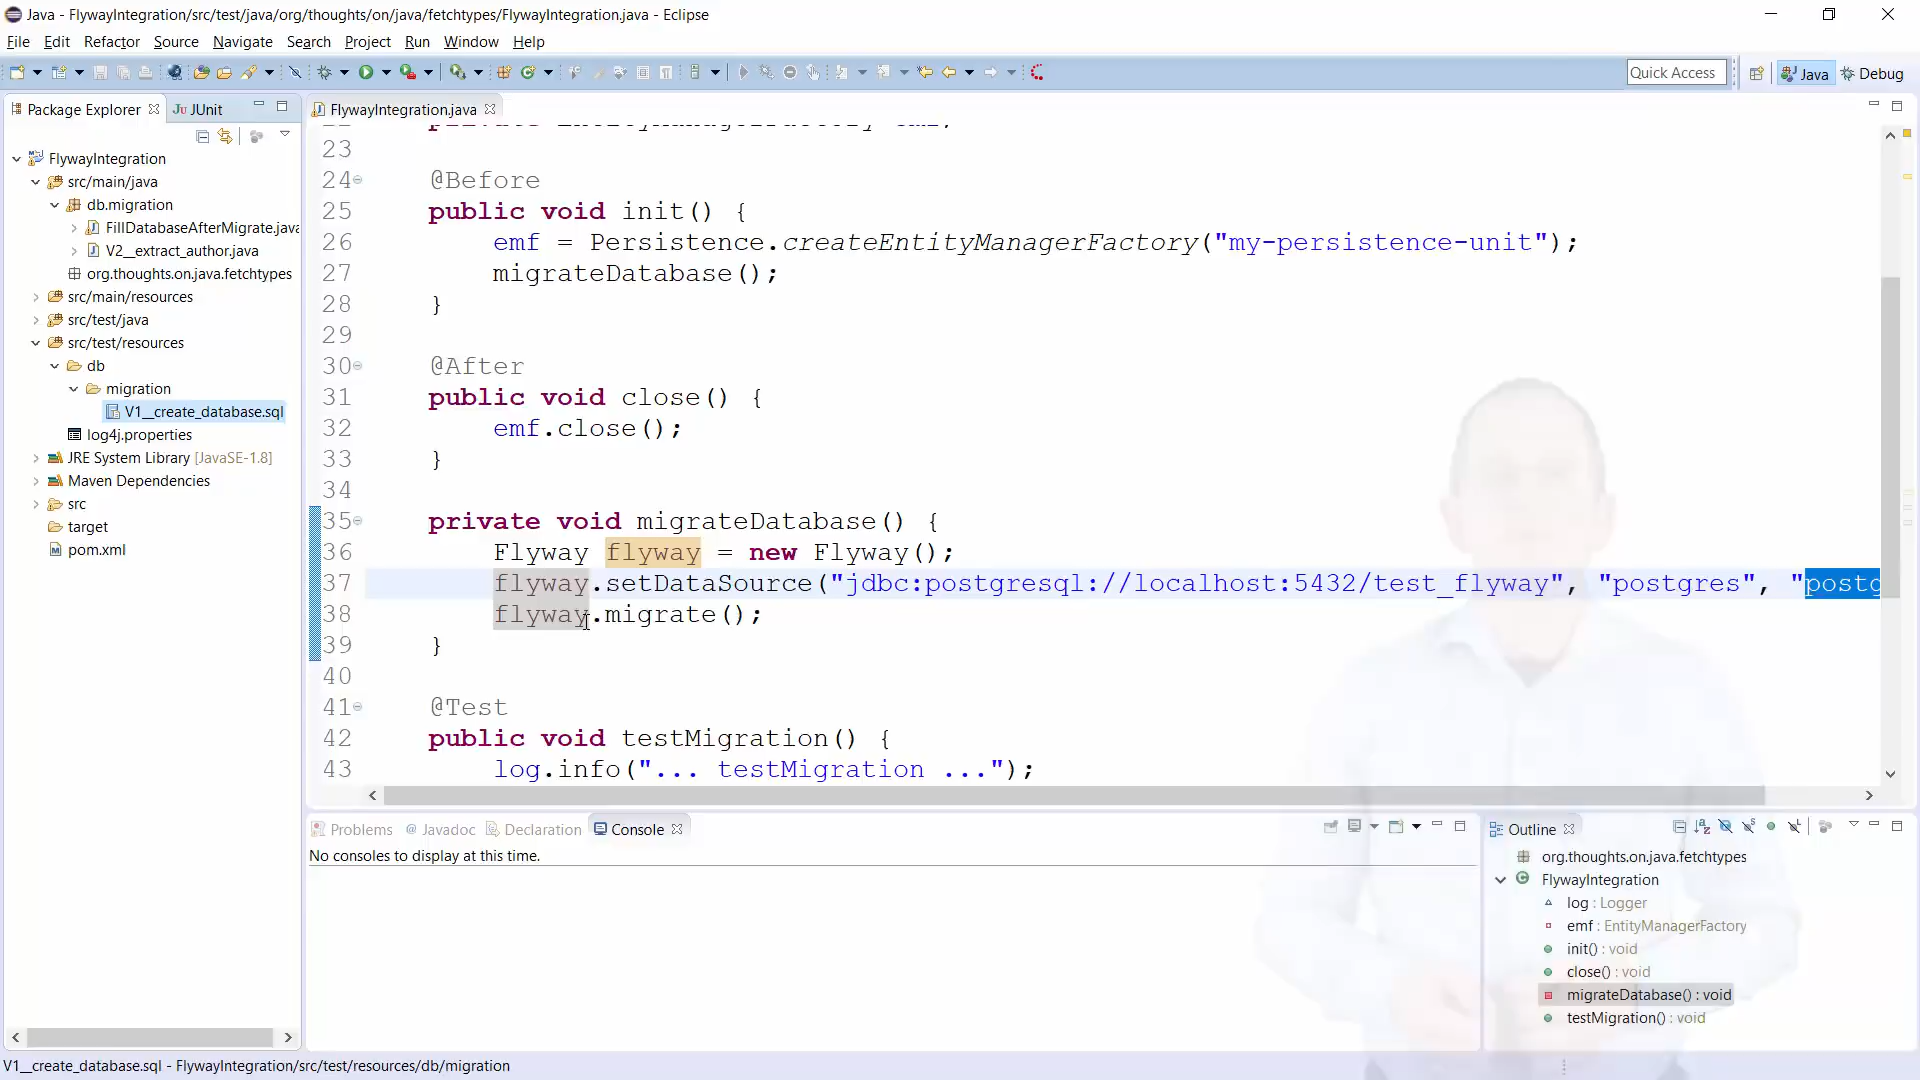 Java - FlywayIntegration/src/test/java/org/thoughts/on/java/fetchtypes/FlywayIntegration.java - Eclipse
File Edit Refactor Source Navigate Search Project Run Window Help
Quick Access
Java
Debug
Package Explorer
JUnit
FlywayIntegration.java
FlywayIntegration
src/main/java
db.migration
FillDatabaseAfterMigrate.java
V2__extract_author.java
org.thoughts.on.java.fetchtypes
src/main/resources
src/test/java
src/test/resources
db
migration
V1__create_database.sql
log4j.properties
JRE System Library [JavaSE-1.8]
Maven Dependencies
src
target
pom.xml
23
24 @Before
25 public void init() {
26 emf = Persistence.createEntityManagerFactory("my-persistence-unit");
27 migrateDatabase();
28 }
29
30 @After
31 public void close() {
32 emf.close();
33 }
34
35 private void migrateDatabase() {
36 Flyway flyway = new Flyway();
37 flyway.setDataSource("jdbc:postgresql://localhost:5432/test_flyway", "postgres", "postg
38 flyway.migrate();
39 }
40
41 @Test
42 public void testMigration() {
43 log.info("... testMigration ...");
Problems @ Javadoc Declaration Console
No consoles to display at this time.
Outline
org.thoughts.on.java.fetchtypes
FlywayIntegration
log : Logger
emf : EntityManagerFactory
init() : void
close() : void
migrateDatabase() : void
testMigration() : void
V1__create_database.sql - FlywayIntegration/src/test/resources/db/migration